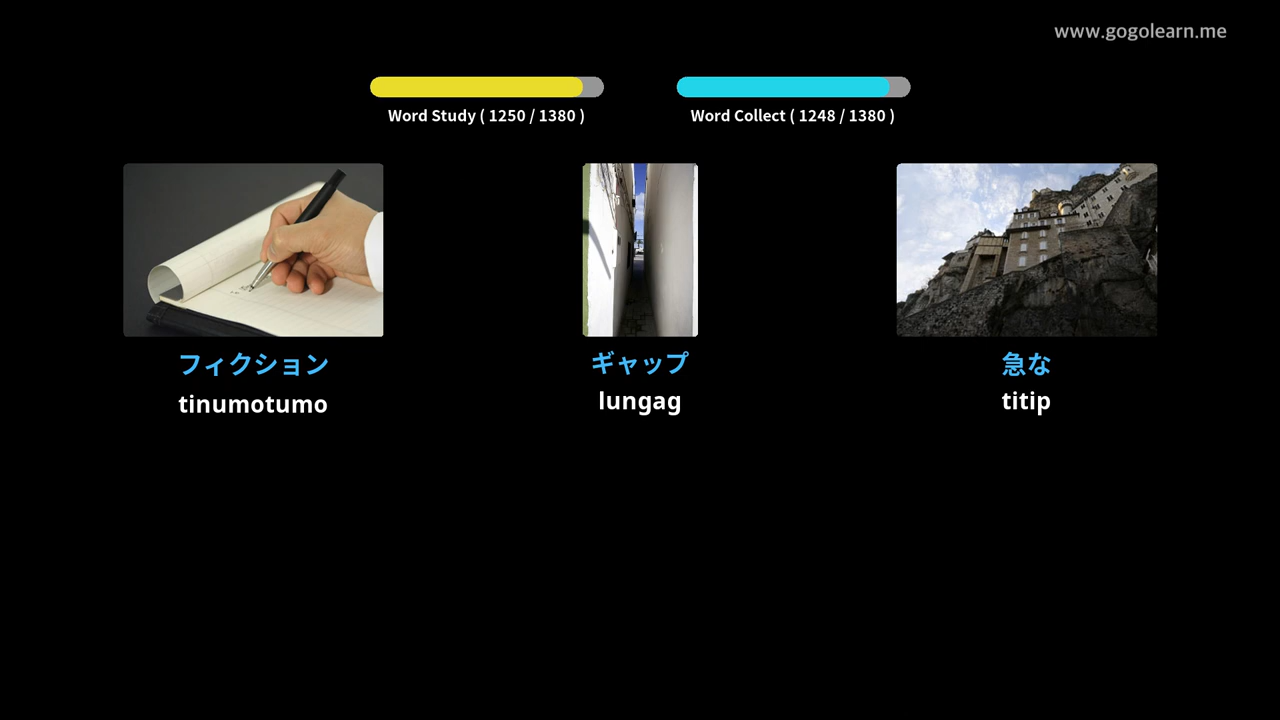 www.gogolearn.me
Word Study ( 1250 / 1380 )
Word Collect ( 1248 / 1380 )
フィクション
tinumotumo
ギャップ
lungag
急な
titip